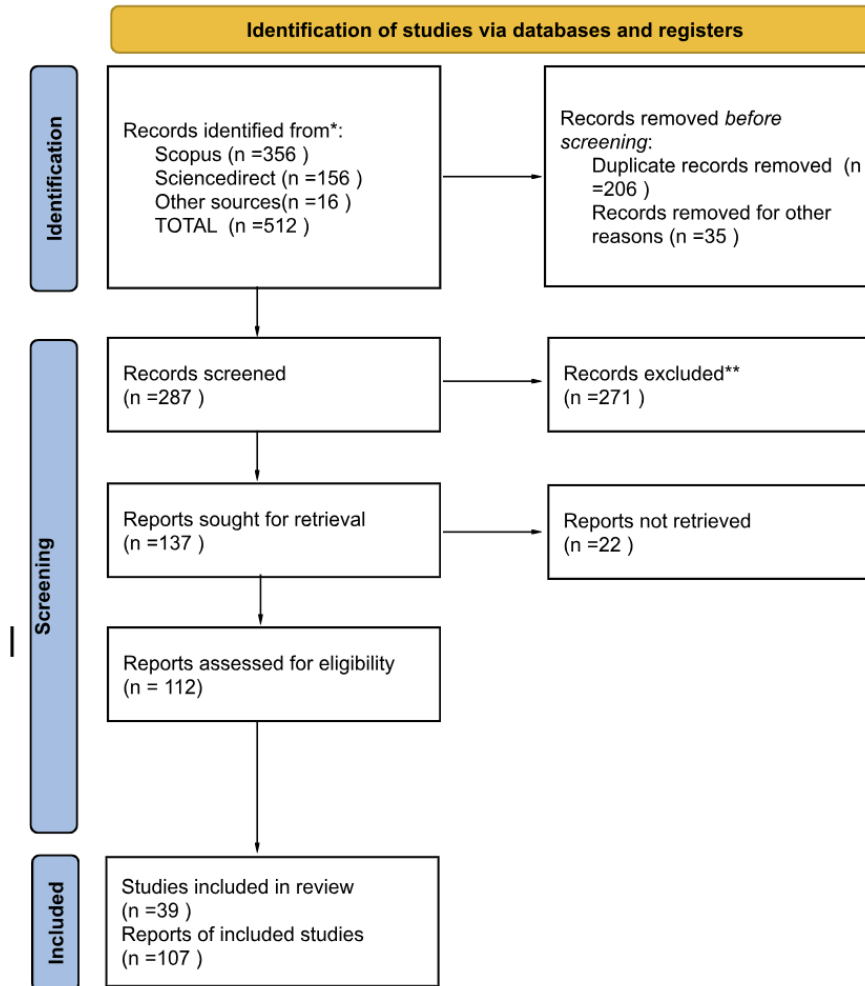 Identification of studies via databases and registers
Identification
Records identified from*:
Scopus (n =356 )
Sciencedirect (n =156 )
Other sources(n =16 )
TOTAL  (n =512 )
Records removed before
screening:
Duplicate records removed  (n
=206 )
Records removed for other
reasons (n =35 )
Screening
Records screened
(n =287 )
Records excluded**
(n =271 )
Reports sought for retrieval
(n =137 )
Reports not retrieved
(n =22 )
Reports assessed for eligibility
(n = 112)
Included
Studies included in review
(n =39 )
Reports of included studies
(n =107 )